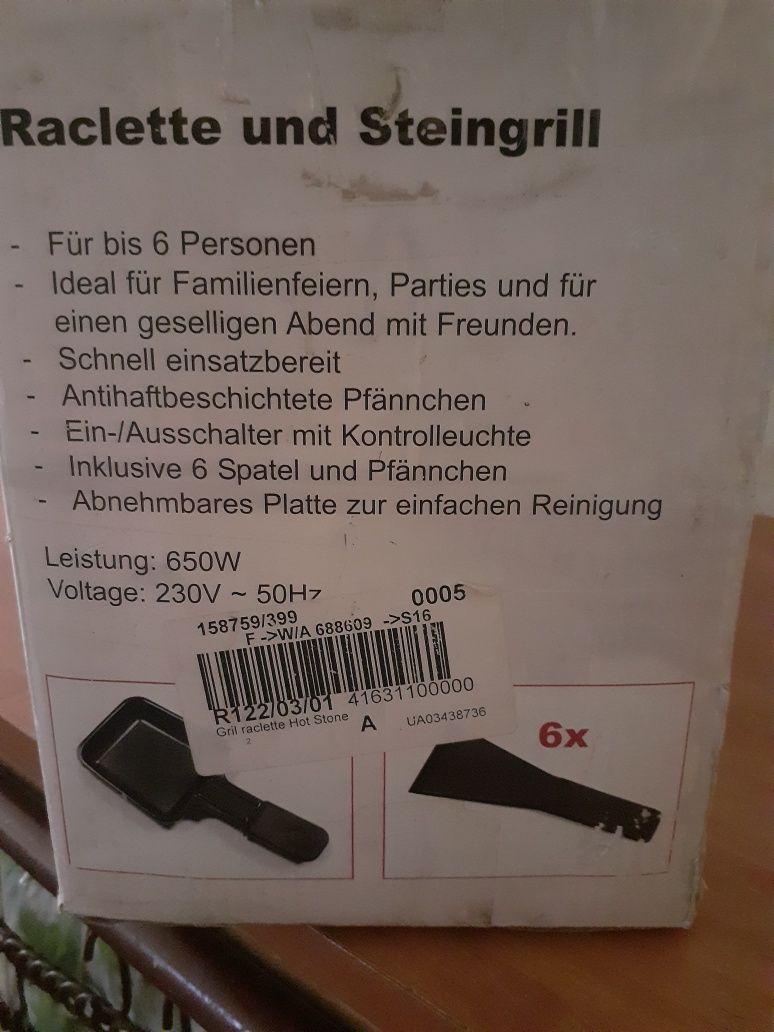 Raclette und Steingrill
- Für bis 6 Personen
- Ideal für Familienfeiern, Parties und für
einen geselligen Abend mit Freunden.
- Schnell einsatzbereit
- Antihaftbeschichtete Pfännchen
- Ein-/Ausschalter mit Kontrolleuchte
- Inklusive 6 Spatel und Pfännchen
- Abnehmbares Platte zur einfachen Reinigung
Leistung: 650W
Voltage: 230V ~ 50Hz
0005
158759/399
F ->W/A 688609 ->S16
R122/03/01 41631100000
Gril raclette Hot Stone A UA03438736
2
6x